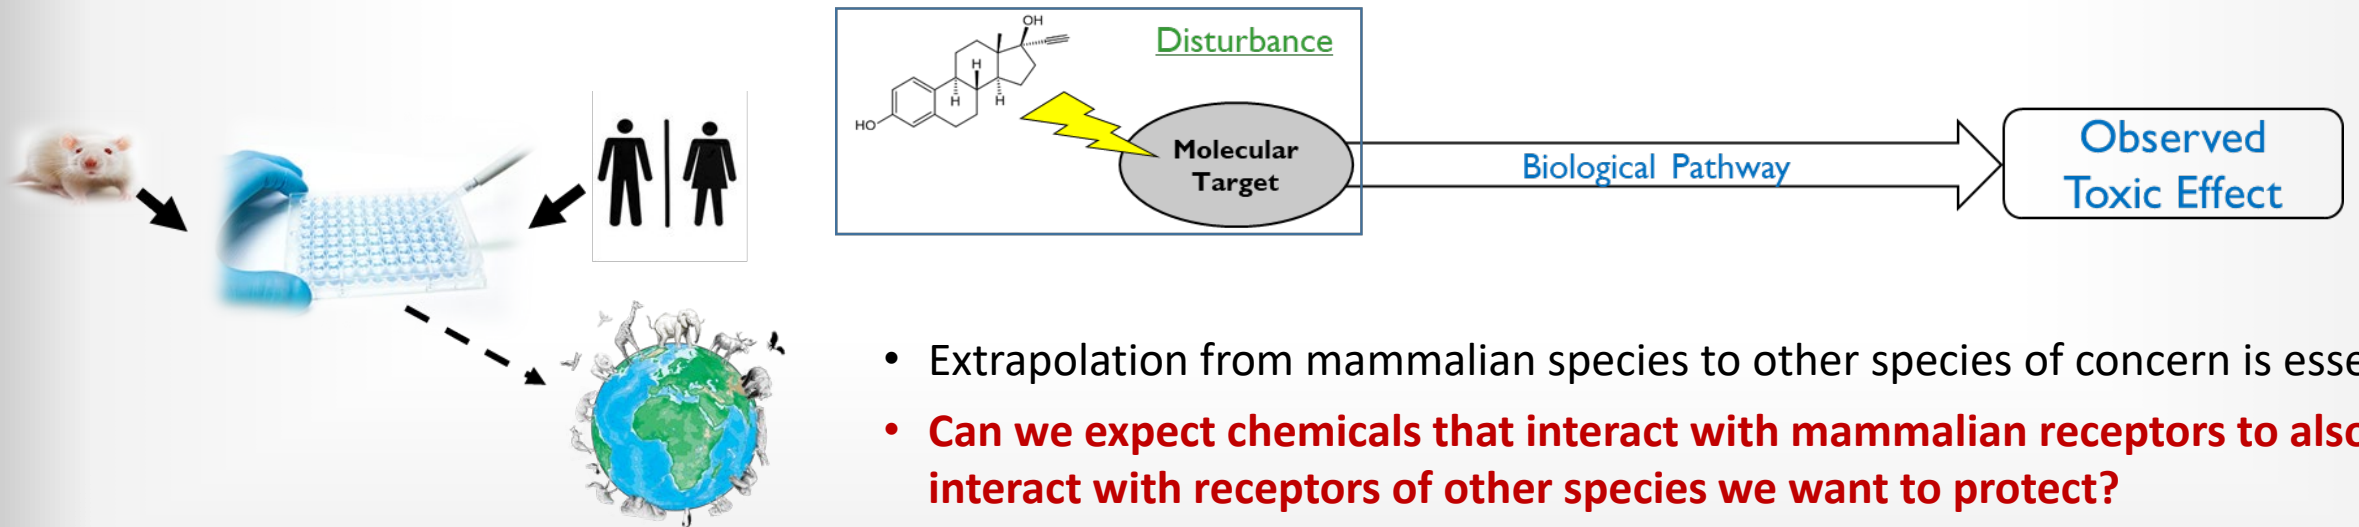 OH
Disturbance
H
H
H
HO
Molecular
Target
Biological Pathway
Observed
Toxic Effect
• Extrapolation from mammalian species to other species of concern is esse
• Can we expect chemicals that interact with mammalian receptors to also
interact with receptors of other species we want to protect?